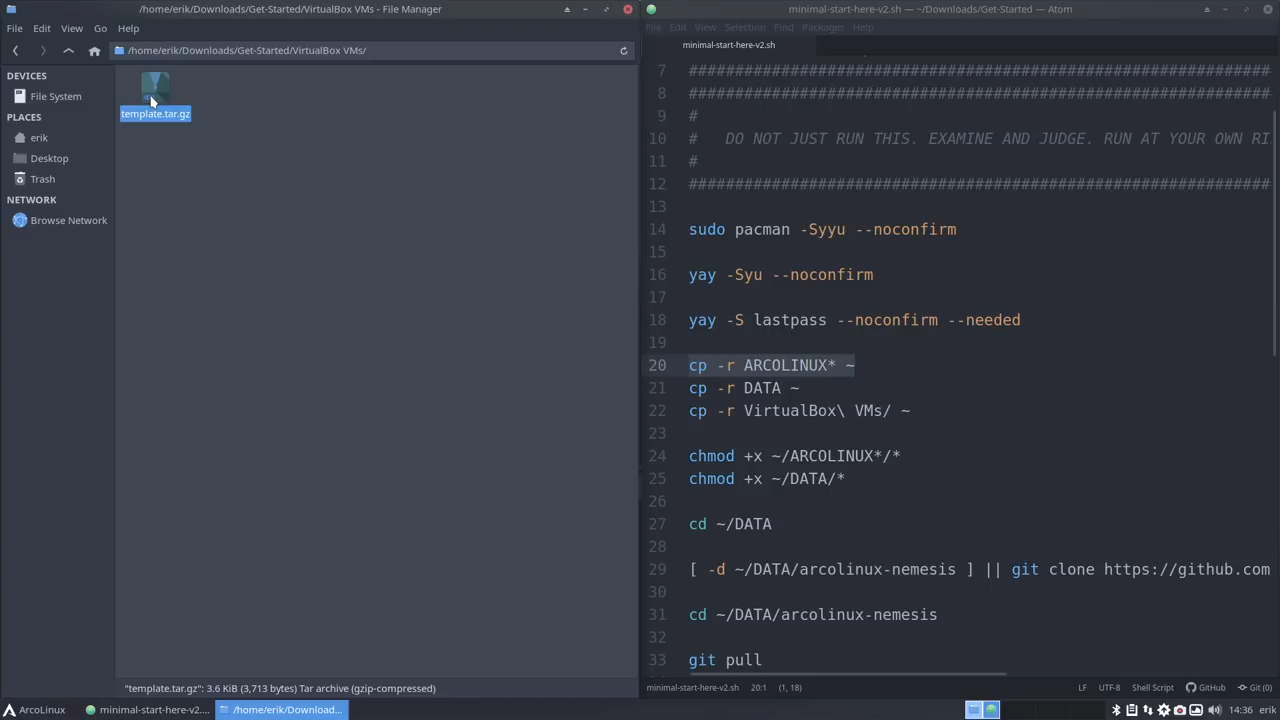 /home/erik/Downloads/Get-Started/VirtualBox VMs - File Manager
File Edit View Go Help
/home/erik/Downloads/Get-Started/VirtualBox VMs/
DEVICES
File System
PLACES
erik
Desktop
Trash
NETWORK
Browse Network
template.tar.gz
"template.tar.gz": 3.6 KiB (3,713 bytes) Tar archive (gzip-compressed)
minimal-start-here-v2.sh — ~/Downloads/Get-Started — Atom
File Edit View Selection Find Packages Help
minimal-start-here-v2.sh
7 ###############################################################
8 ###############################################################
9 #
10 #   DO NOT JUST RUN THIS. EXAMINE AND JUDGE. RUN AT YOUR OWN RI
11 #
12 ###############################################################
13
14 sudo pacman -Syyu --noconfirm
15
16 yay -Syu --noconfirm
17
18 yay -S lastpass --noconfirm --needed
19
20 cp -r ARCOLINUX* ~
21 cp -r DATA ~
22 cp -r VirtualBox\ VMs/ ~
23
24 chmod +x ~/ARCOLINUX*/*
25 chmod +x ~/DATA/*
26
27 cd ~/DATA
28
29 [ -d ~/DATA/arcolinux-nemesis ] || git clone https://github.com
30
31 cd ~/DATA/arcolinux-nemesis
32
33 git pull
minimal-start-here-v2.sh 20:1 (1, 18) LF UTF-8 Shell Script GitHub Git (0)
ArcoLinux minimal-start-here-v2.... /home/erik/Download... 14:36 erik